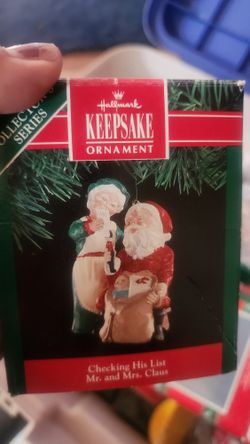 COLLECTOR'S
SERIES
Hallmark
KEEPSAKE
ORNAMENT
Checking His List
Mr. and Mrs. Claus